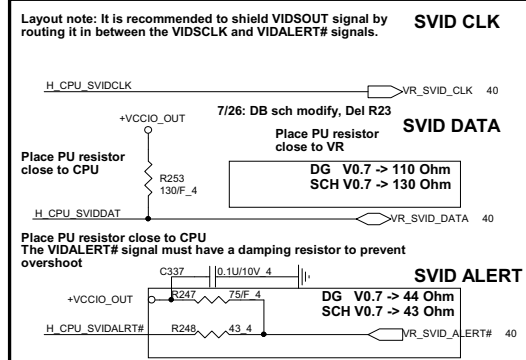 Layout note: It is recommended to shield VIDSOUT signal by
routing it in between the VIDSCLK and VIDALERT# signals.
SVID CLK
H_CPU_SVIDCLK
VR_SVID_CLK 40
7/26: DB sch modify, Del R23
+VCCIO_OUT
Place PU resistor
close to VR
SVID DATA
Place PU resistor
close to CPU
R253
130/F_4
DG V0.7 -> 110 Ohm
SCH V0.7 -> 130 Ohm
H_CPU_SVIDDAT
VR_SVID_DATA 40
Place PU resistor close to CPU
The VIDALERT# signal must have a damping resistor to prevent
overshoot
C337
0.1U/10V_4
SVID ALERT
+VCCIO_OUT
R247
75/F_4
DG V0.7 -> 44 Ohm
SCH V0.7 -> 43 Ohm
H_CPU_SVIDALRT#
R248
43_4
VR_SVID_ALERT# 40